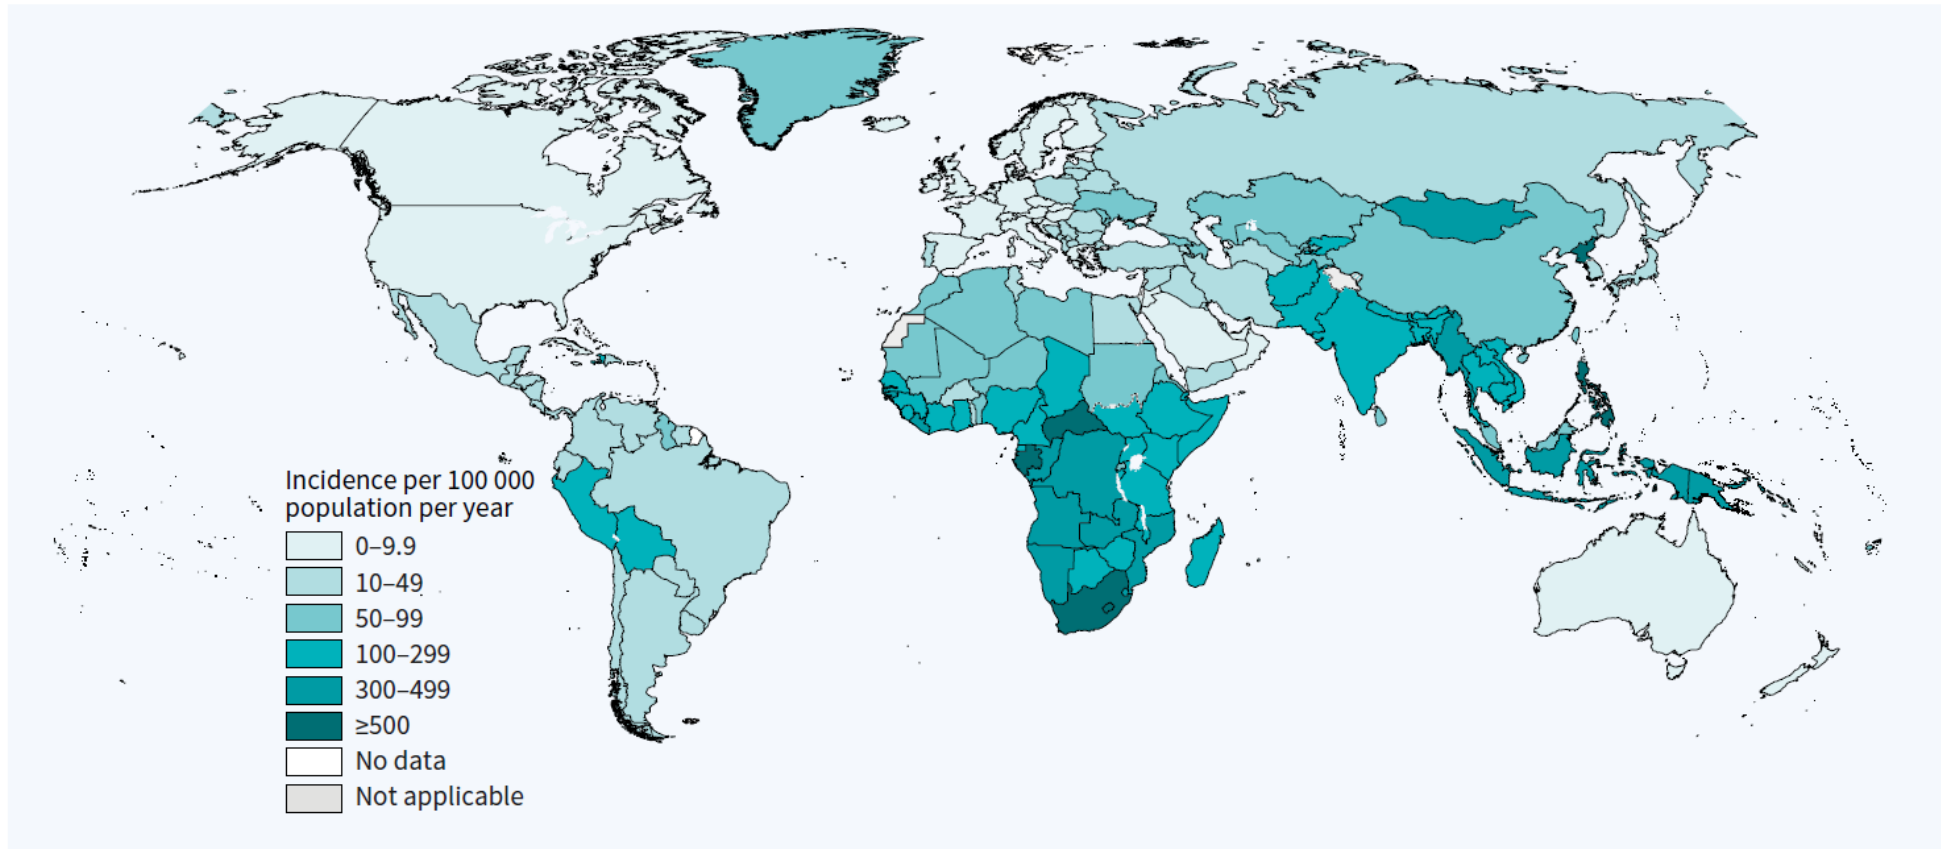 Incidence per 100 000
population per year
0–9.9
10–49
50–99
100–299
300–499
≥500
No data
Not applicable